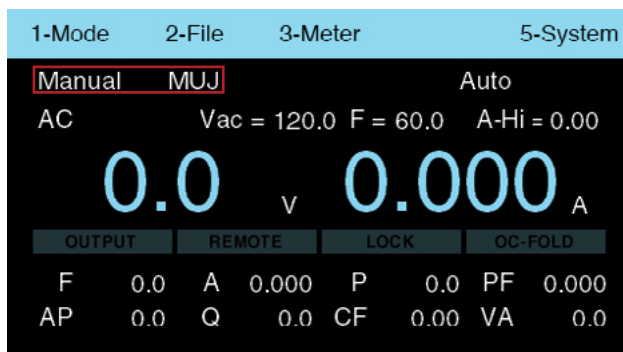 1-Mode 2-File 3-Meter 5-System
Manual MUJ Auto
AC Vac = 120.0 F = 60.0 A-Hi = 0.00
0.0 V 0.000 A
OUTPUT REMOTE LOCK OC-FOLD
F 0.0 A 0.000 P 0.0 PF 0.000
AP 0.0 Q 0.0 CF 0.00 VA 0.0